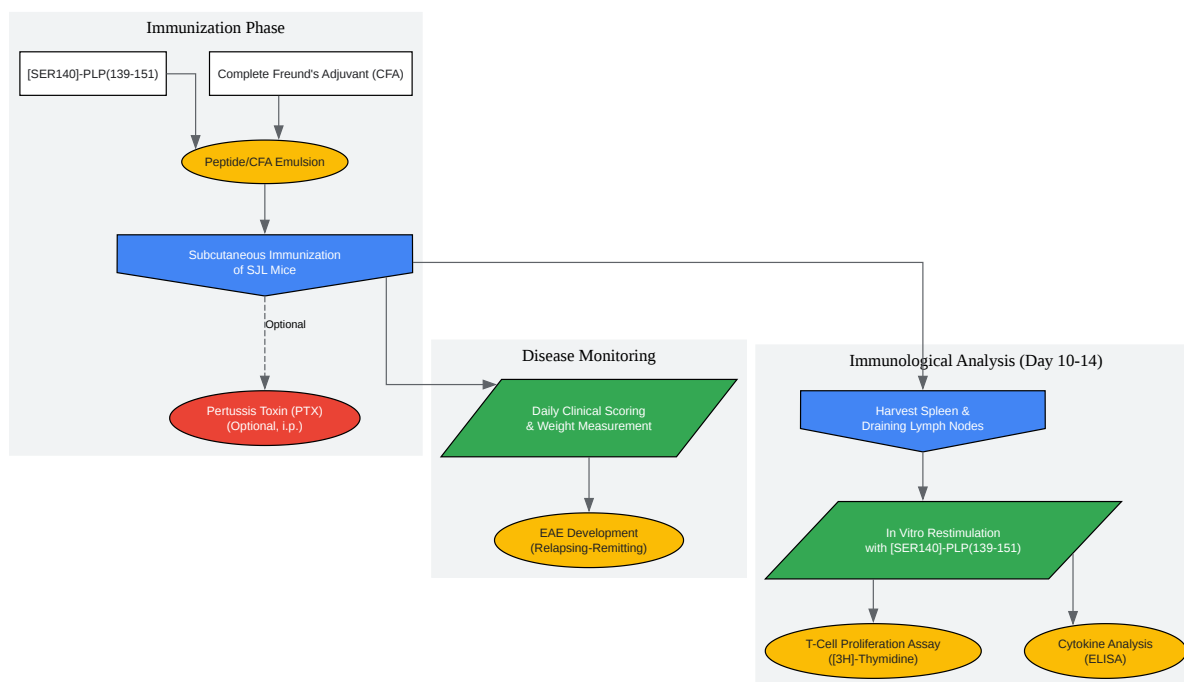 Immunization Phase
[SER140]-PLP(139-151)
Complete Freund's Adjuvant (CFA)
Peptide/CFA Emulsion
Subcutaneous Immunization
of SJL Mice
Optional
Pertussis Toxin (PTX)
(Optional, i.p.)
Disease Monitoring
Daily Clinical Scoring
& Weight Measurement
EAE Development
(Relapsing-Remitting)
Immunological Analysis (Day 10-14)
Harvest Spleen &
Draining Lymph Nodes
In Vitro Restimulation
with [SER140]-PLP(139-151)
T-Cell Proliferation Assay
([3H]-Thymidine)
Cytokine Analysis
(ELISA)